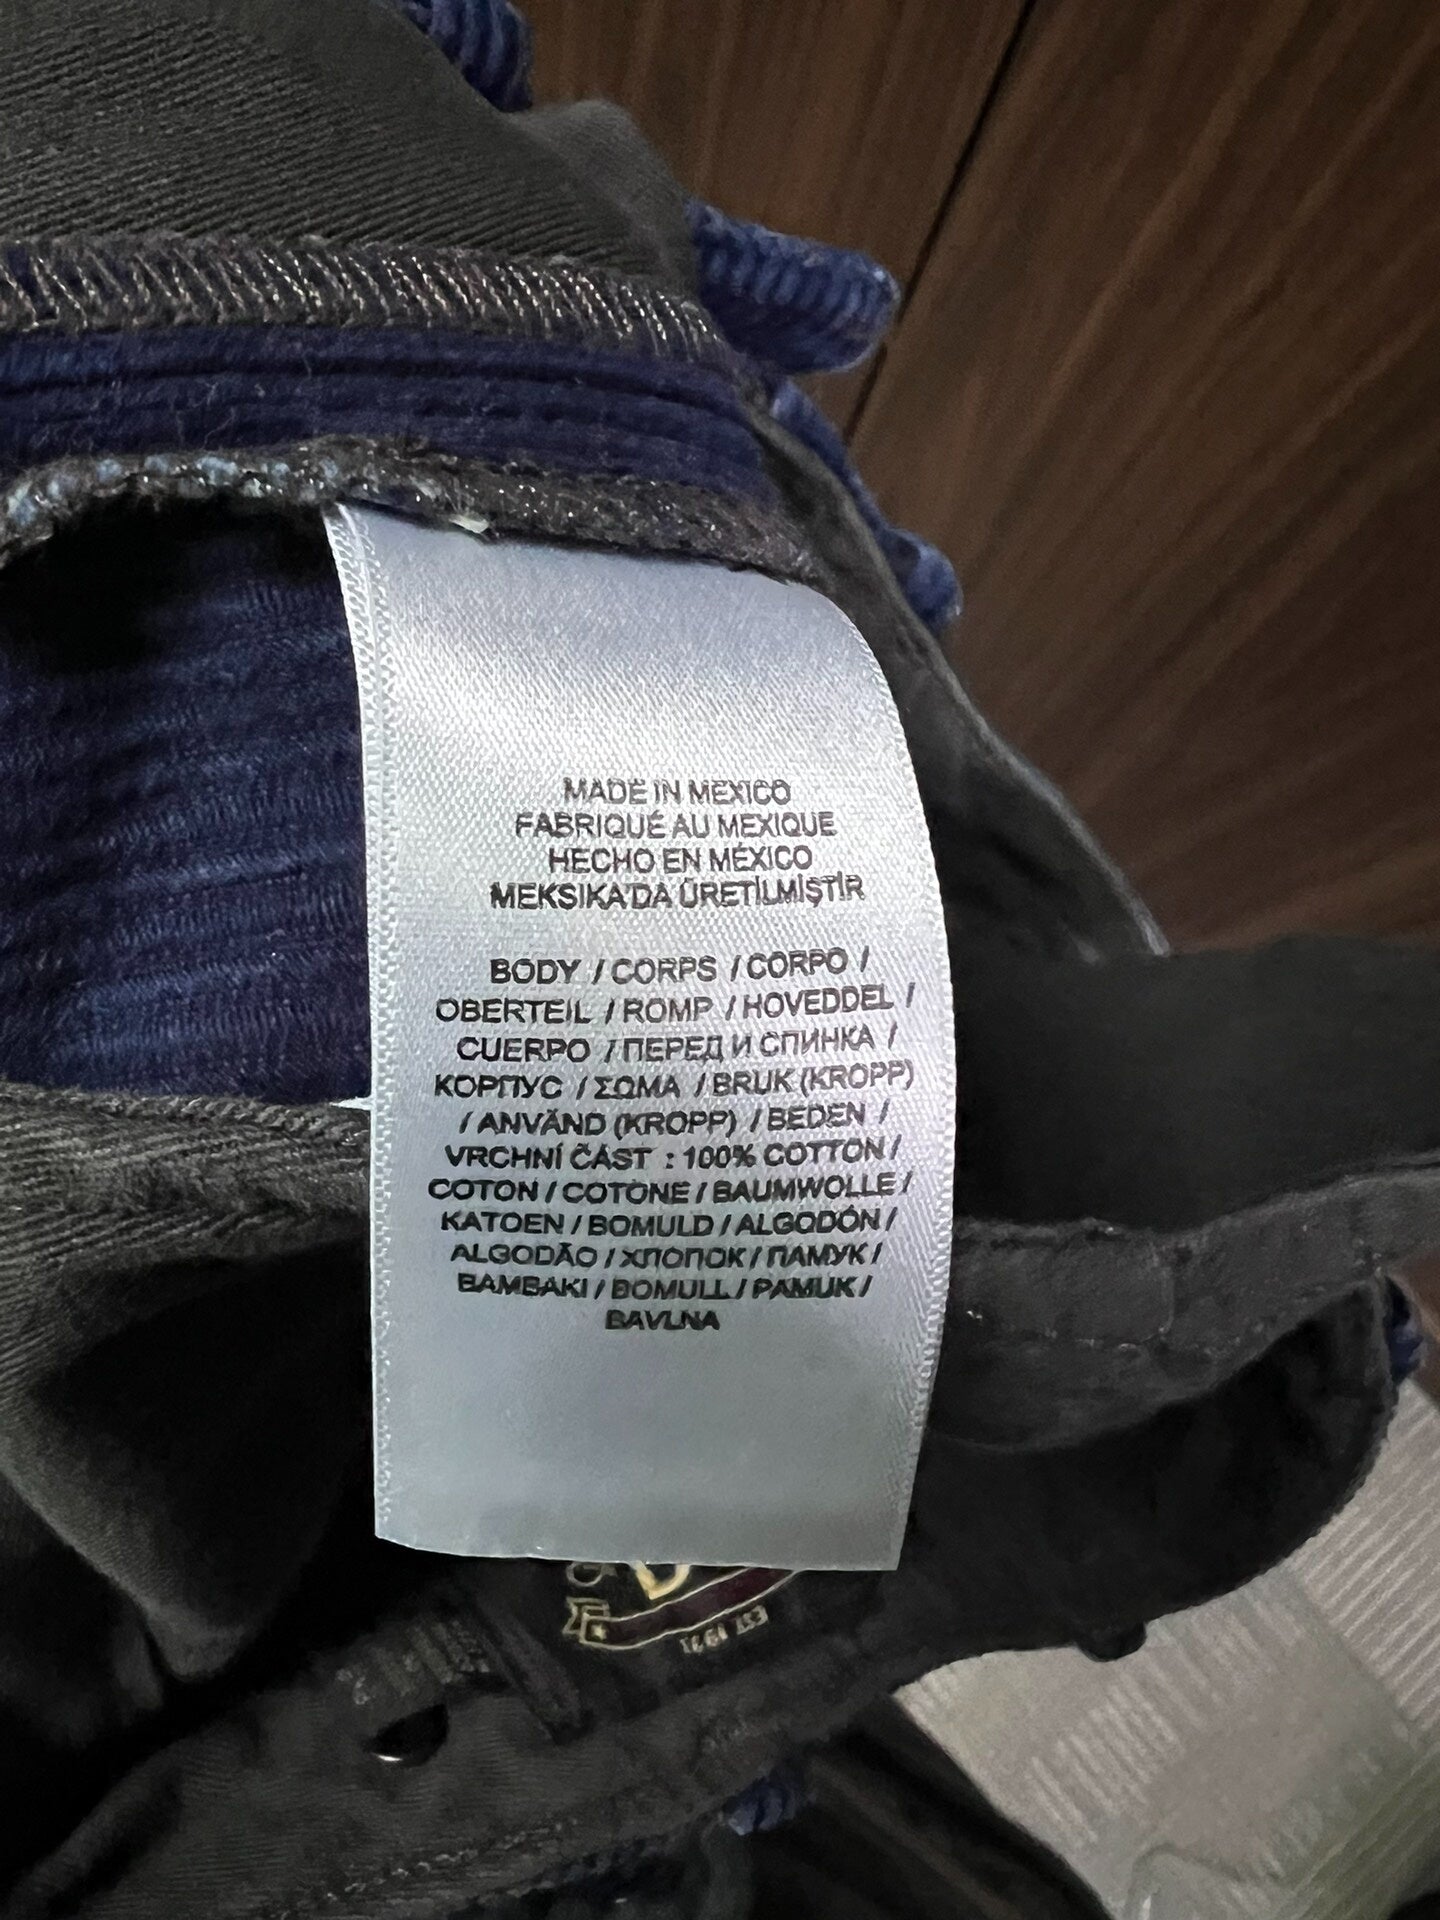 MADE IN MEXICO
FABRIQUÉ AU MEXIQUE
HECHO EN MÉXICO
MEKSİKA'DA ÜRETİLMİŞTİR
BODY / CORPS / CORPO /
OBERTEIL / ROMP / HOVEDDEL /
CUERPO / ПЕРЕД И СПИНКА /
КОРПУС / ΣΩΜΑ / BRUK (KROPP)
/ ANVÄND (KROPP) / BEDEN /
VRCHNÍ ČÁST : 100% COTTON /
COTON / COTONE / BAUMWOLLE /
KATOEN / BOMULD / ALGODÓN /
ALGODÃO / ХЛОПОК / ПАМУК /
BAMBAKI / BOMULL / PAMUK /
BAVLNA